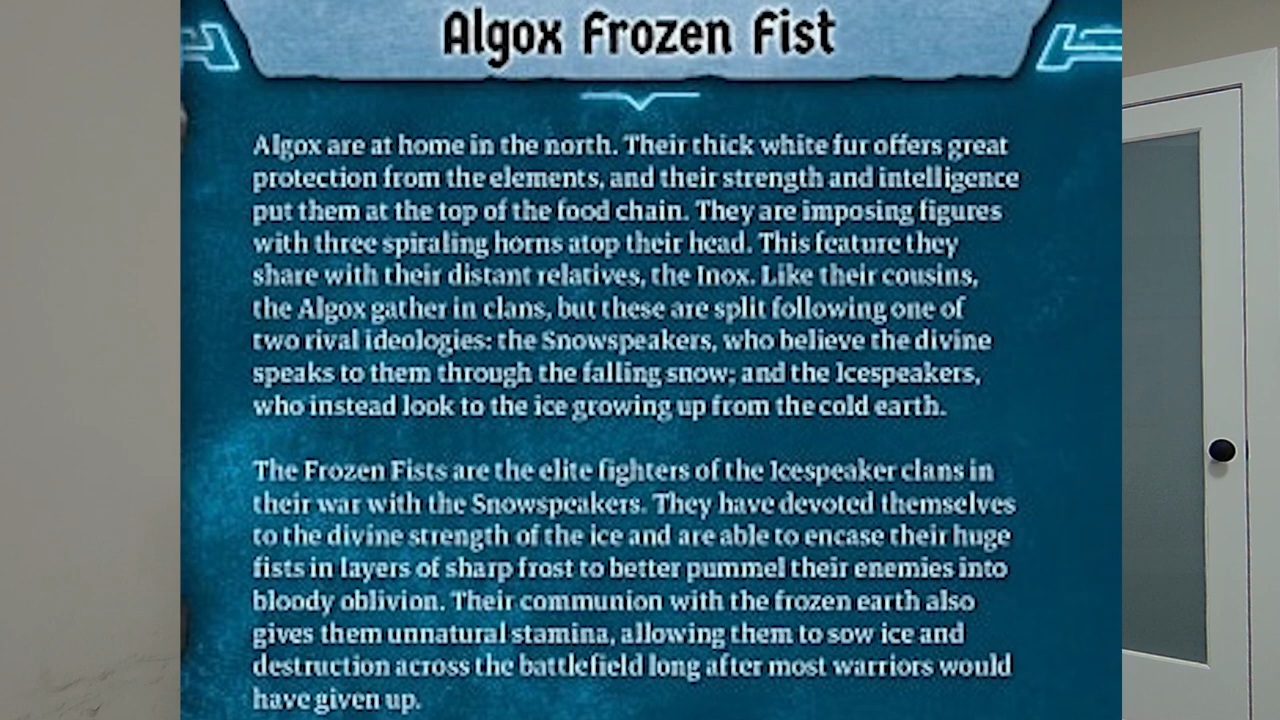 Algox Frozen Fist
Algox are at home in the north. Their thick white fur offers great
protection from the elements, and their strength and intelligence
put them at the top of the food chain. They are imposing figures
with three spiraling horns atop their head. This feature they
share with their distant relatives, the Inox. Like their cousins,
the Algox gather in clans, but these are split following one of
two rival ideologies: the Snowspeakers, who believe the divine
speaks to them through the falling snow; and the Icespeakers,
who instead look to the ice growing up from the cold earth.
The Frozen Fists are the elite fighters of the Icespeaker clans in
their war with the Snowspeakers. They have devoted themselves
to the divine strength of the ice and are able to encase their huge
fists in layers of sharp frost to better pummel their enemies into
bloody oblivion. Their communion with the frozen earth also
gives them unnatural stamina, allowing them to sow ice and
destruction across the battlefield long after most warriors would
have given up.